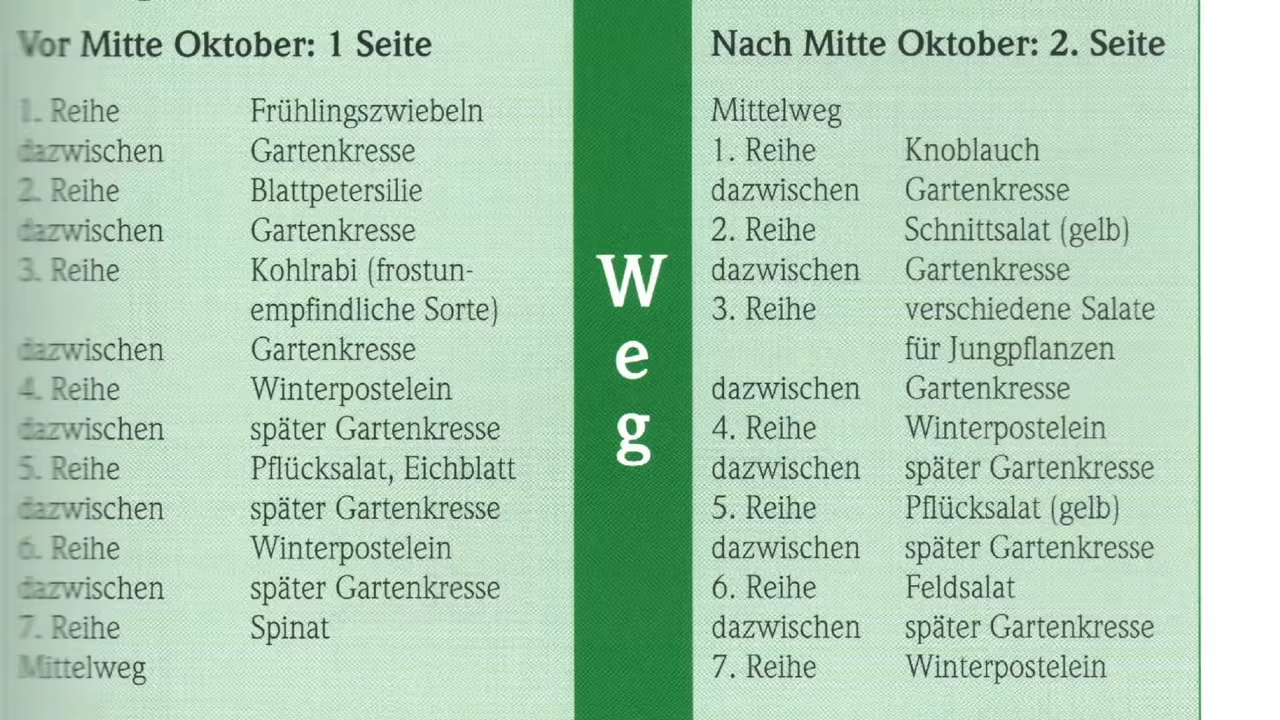 Vor Mitte Oktober: 1 Seite
1. Reihe Frühlingszwiebeln
dazwischen Gartenkresse
2. Reihe Blattpetersilie
dazwischen Gartenkresse
3. Reihe Kohlrabi (frostun-
empfindliche Sorte)
dazwischen Gartenkresse
4. Reihe Winterpostelein
dazwischen später Gartenkresse
5. Reihe Pflücksalat, Eichblatt
dazwischen später Gartenkresse
6. Reihe Winterpostelein
dazwischen später Gartenkresse
7. Reihe Spinat
Mittelweg
W
e
g
Nach Mitte Oktober: 2. Seite
Mittelweg
1. Reihe Knoblauch
dazwischen Gartenkresse
2. Reihe Schnittsalat (gelb)
dazwischen Gartenkresse
3. Reihe verschiedene Salate
für Jungpflanzen
dazwischen Gartenkresse
4. Reihe Winterpostelein
dazwischen später Gartenkresse
5. Reihe Pflücksalat (gelb)
dazwischen später Gartenkresse
6. Reihe Feldsalat
dazwischen später Gartenkresse
7. Reihe Winterpostelein